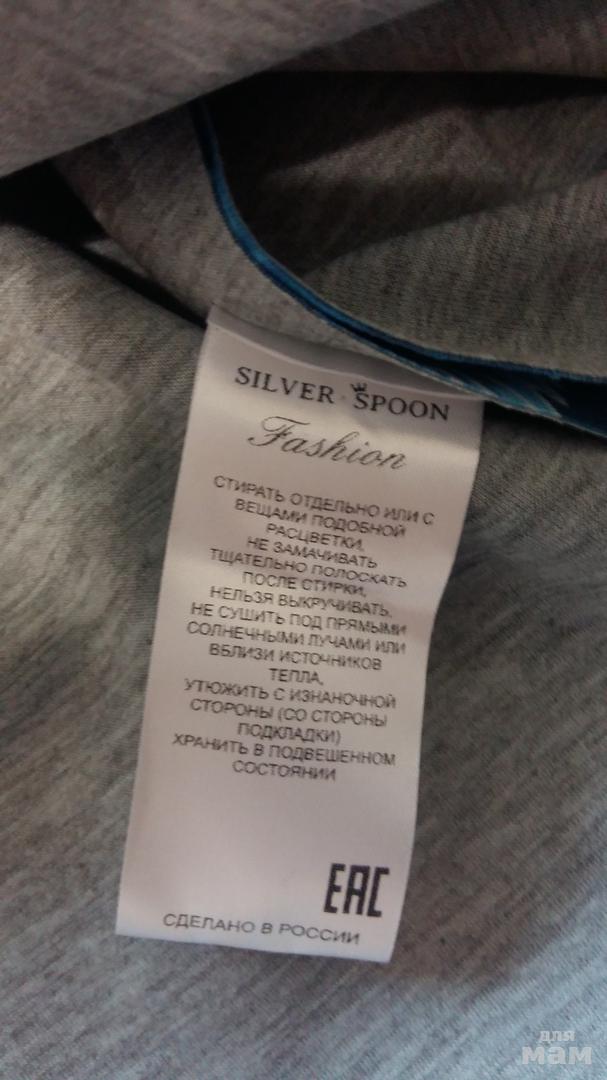 SILVER SPOON
Fashion
СТИРАТЬ ОТДЕЛЬНО ИЛИ С
ВЕЩАМИ ПОДОБНОЙ
РАСЦВЕТКИ,
НЕ ЗАМАЧИВАТЬ
ТЩАТЕЛЬНО ПОЛОСКАТЬ
ПОСЛЕ СТИРКИ,
НЕЛЬЗЯ ВЫКРУЧИВАТЬ.
НЕ СУШИТЬ ПОД ПРЯМЫМИ
СОЛНЕЧНЫМИ ЛУЧАМИ ИЛИ
ВБЛИЗИ ИСТОЧНИКОВ
ТЕПЛА,
УТЮЖИТЬ С ИЗНАНОЧНОЙ
СТОРОНЫ (СО СТОРОНЫ
ПОДКЛАДКИ)
ХРАНИТЬ В ПОДВЕШЕННОМ
СОСТОЯНИИ
EAC
СДЕЛАНО В РОССИИ
для
мам